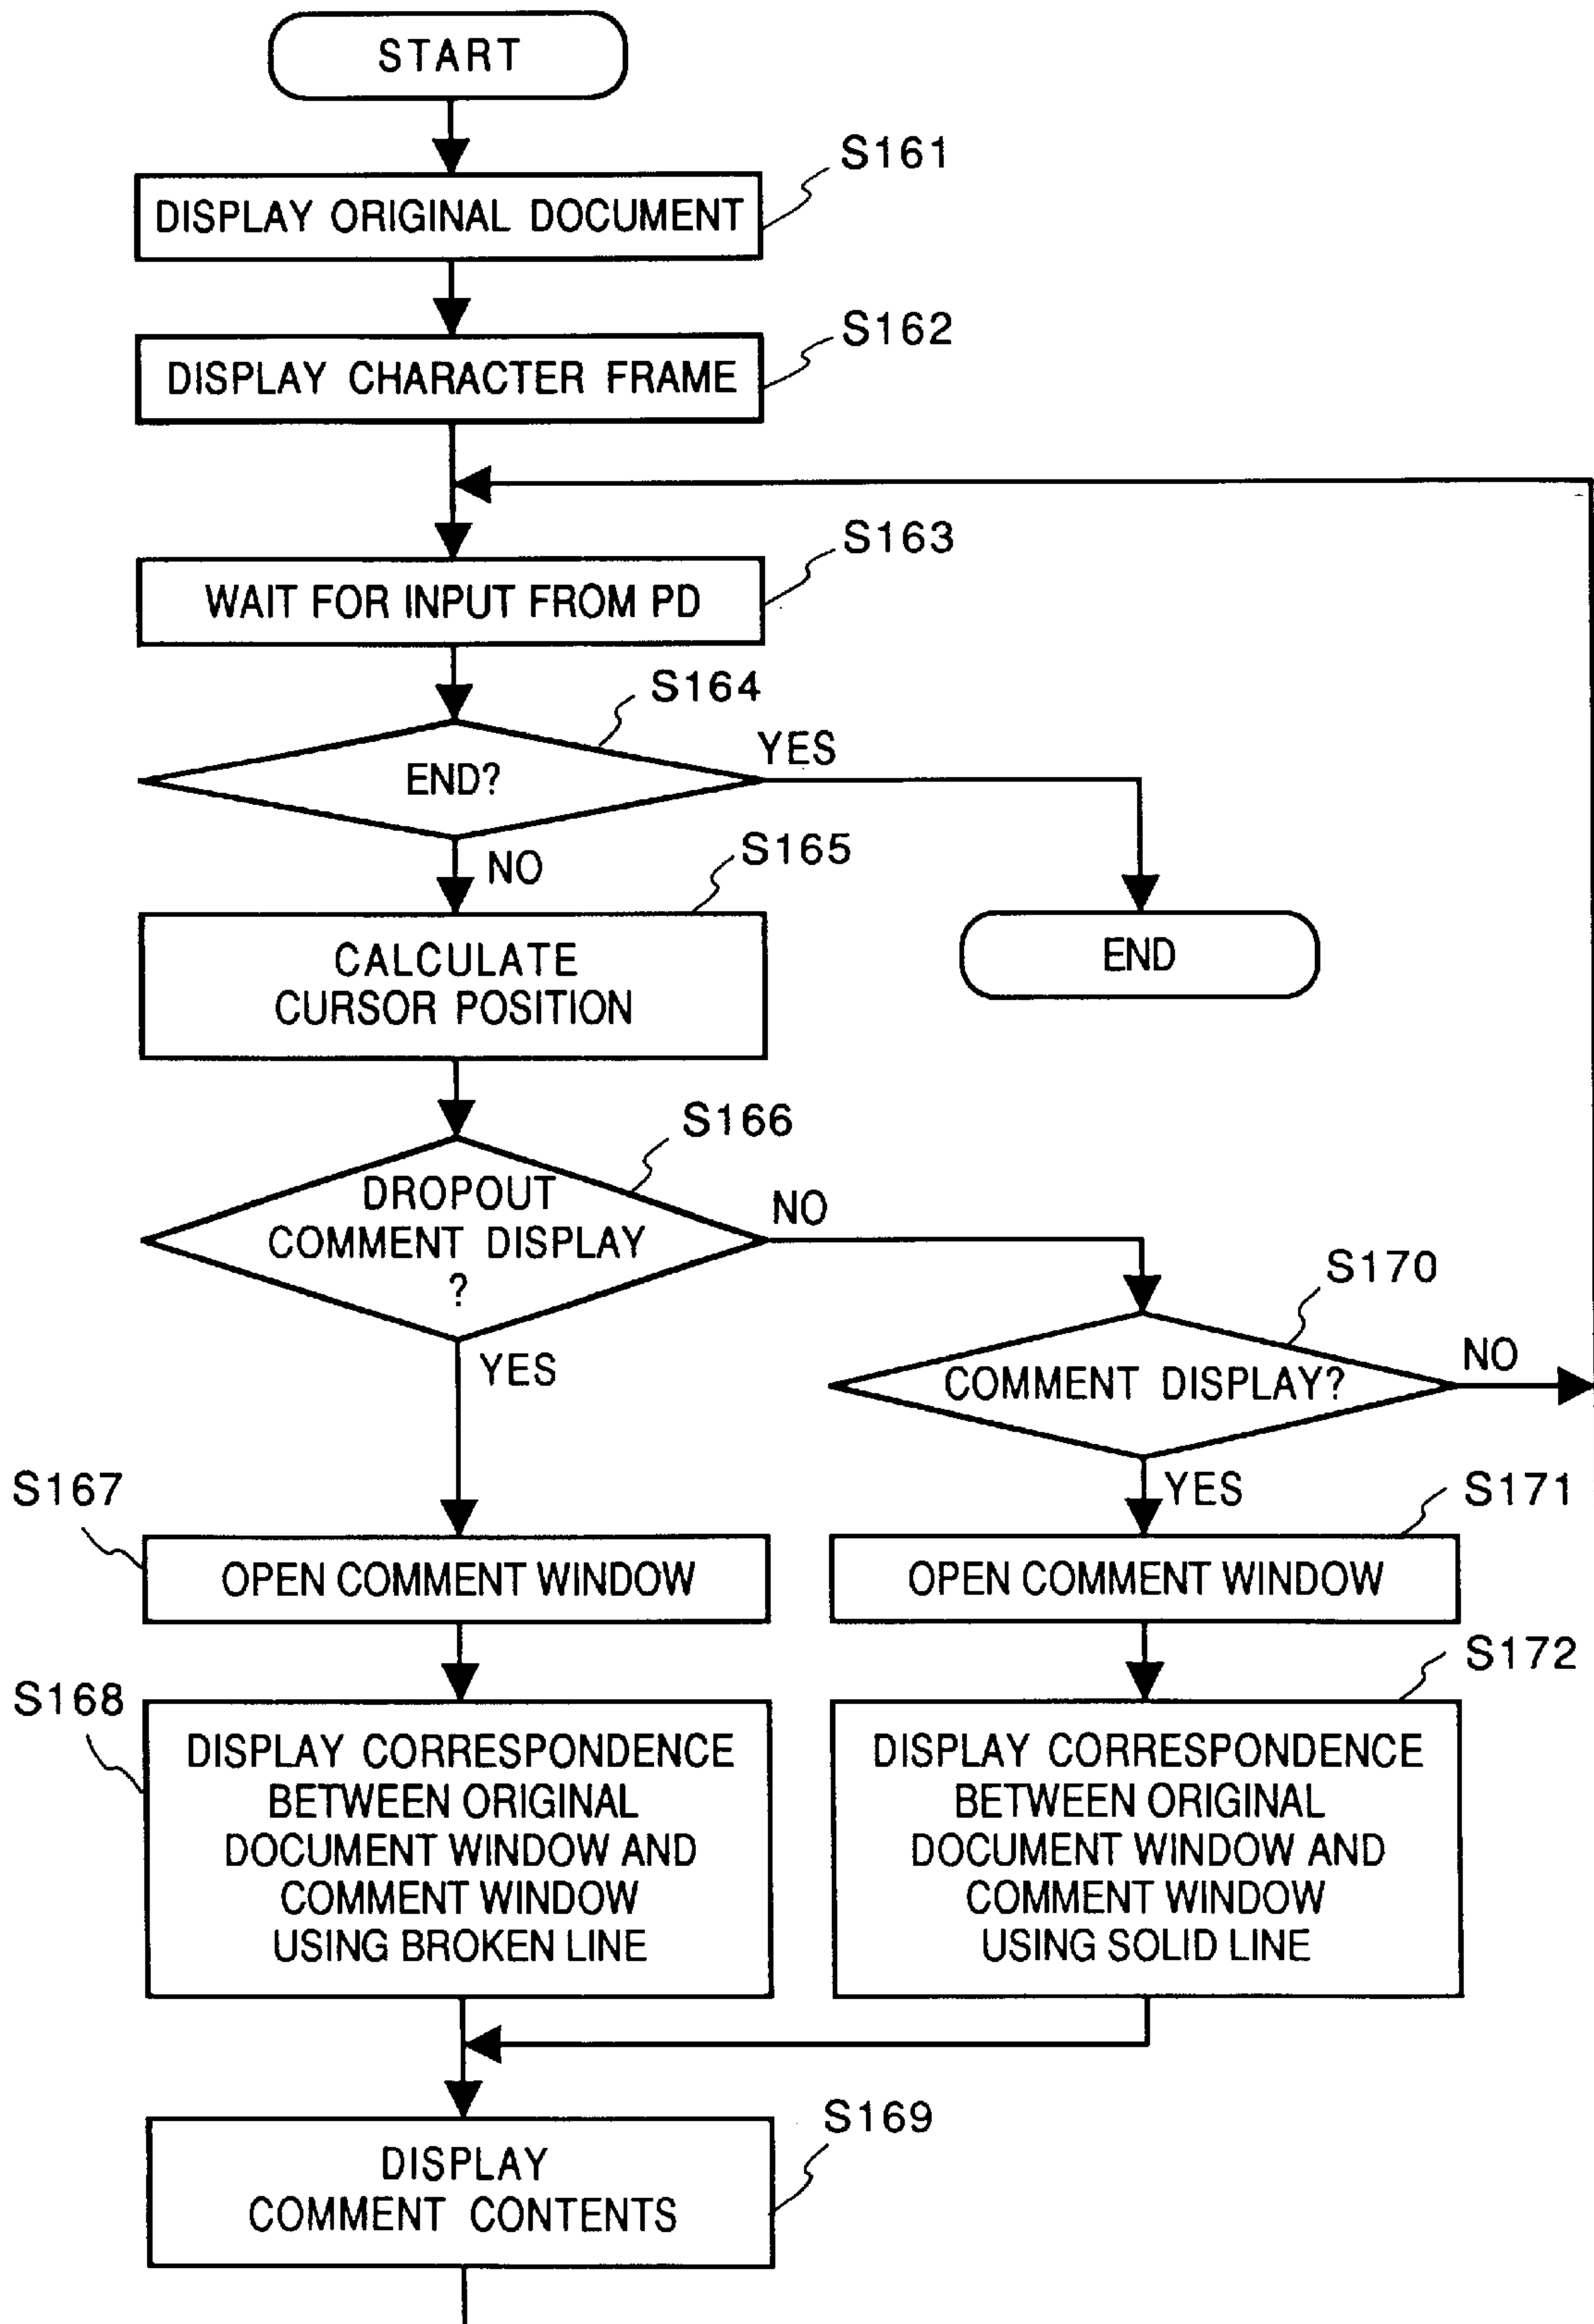 START
S161
DISPLAY ORIGINAL DOCUMENT
S162
DISPLAY CHARACTER FRAME
S163
WAIT FOR INPUT FROM PD
S164
END?
YES
NO
S165
CALCULATE
CURSOR POSITION
END
S166
DROPOUT
COMMENT DISPLAY
?
NO
YES
S170
COMMENT DISPLAY?
NO
YES
S167
OPEN COMMENT WINDOW
S171
OPEN COMMENT WINDOW
S168
DISPLAY CORRESPONDENCE
BETWEEN ORIGINAL
DOCUMENT WINDOW AND
COMMENT WINDOW
USING BROKEN LINE
S172
DISPLAY CORRESPONDENCE
BETWEEN ORIGINAL
DOCUMENT WINDOW AND
COMMENT WINDOW
USING SOLID LINE
S169
DISPLAY
COMMENT CONTENTS